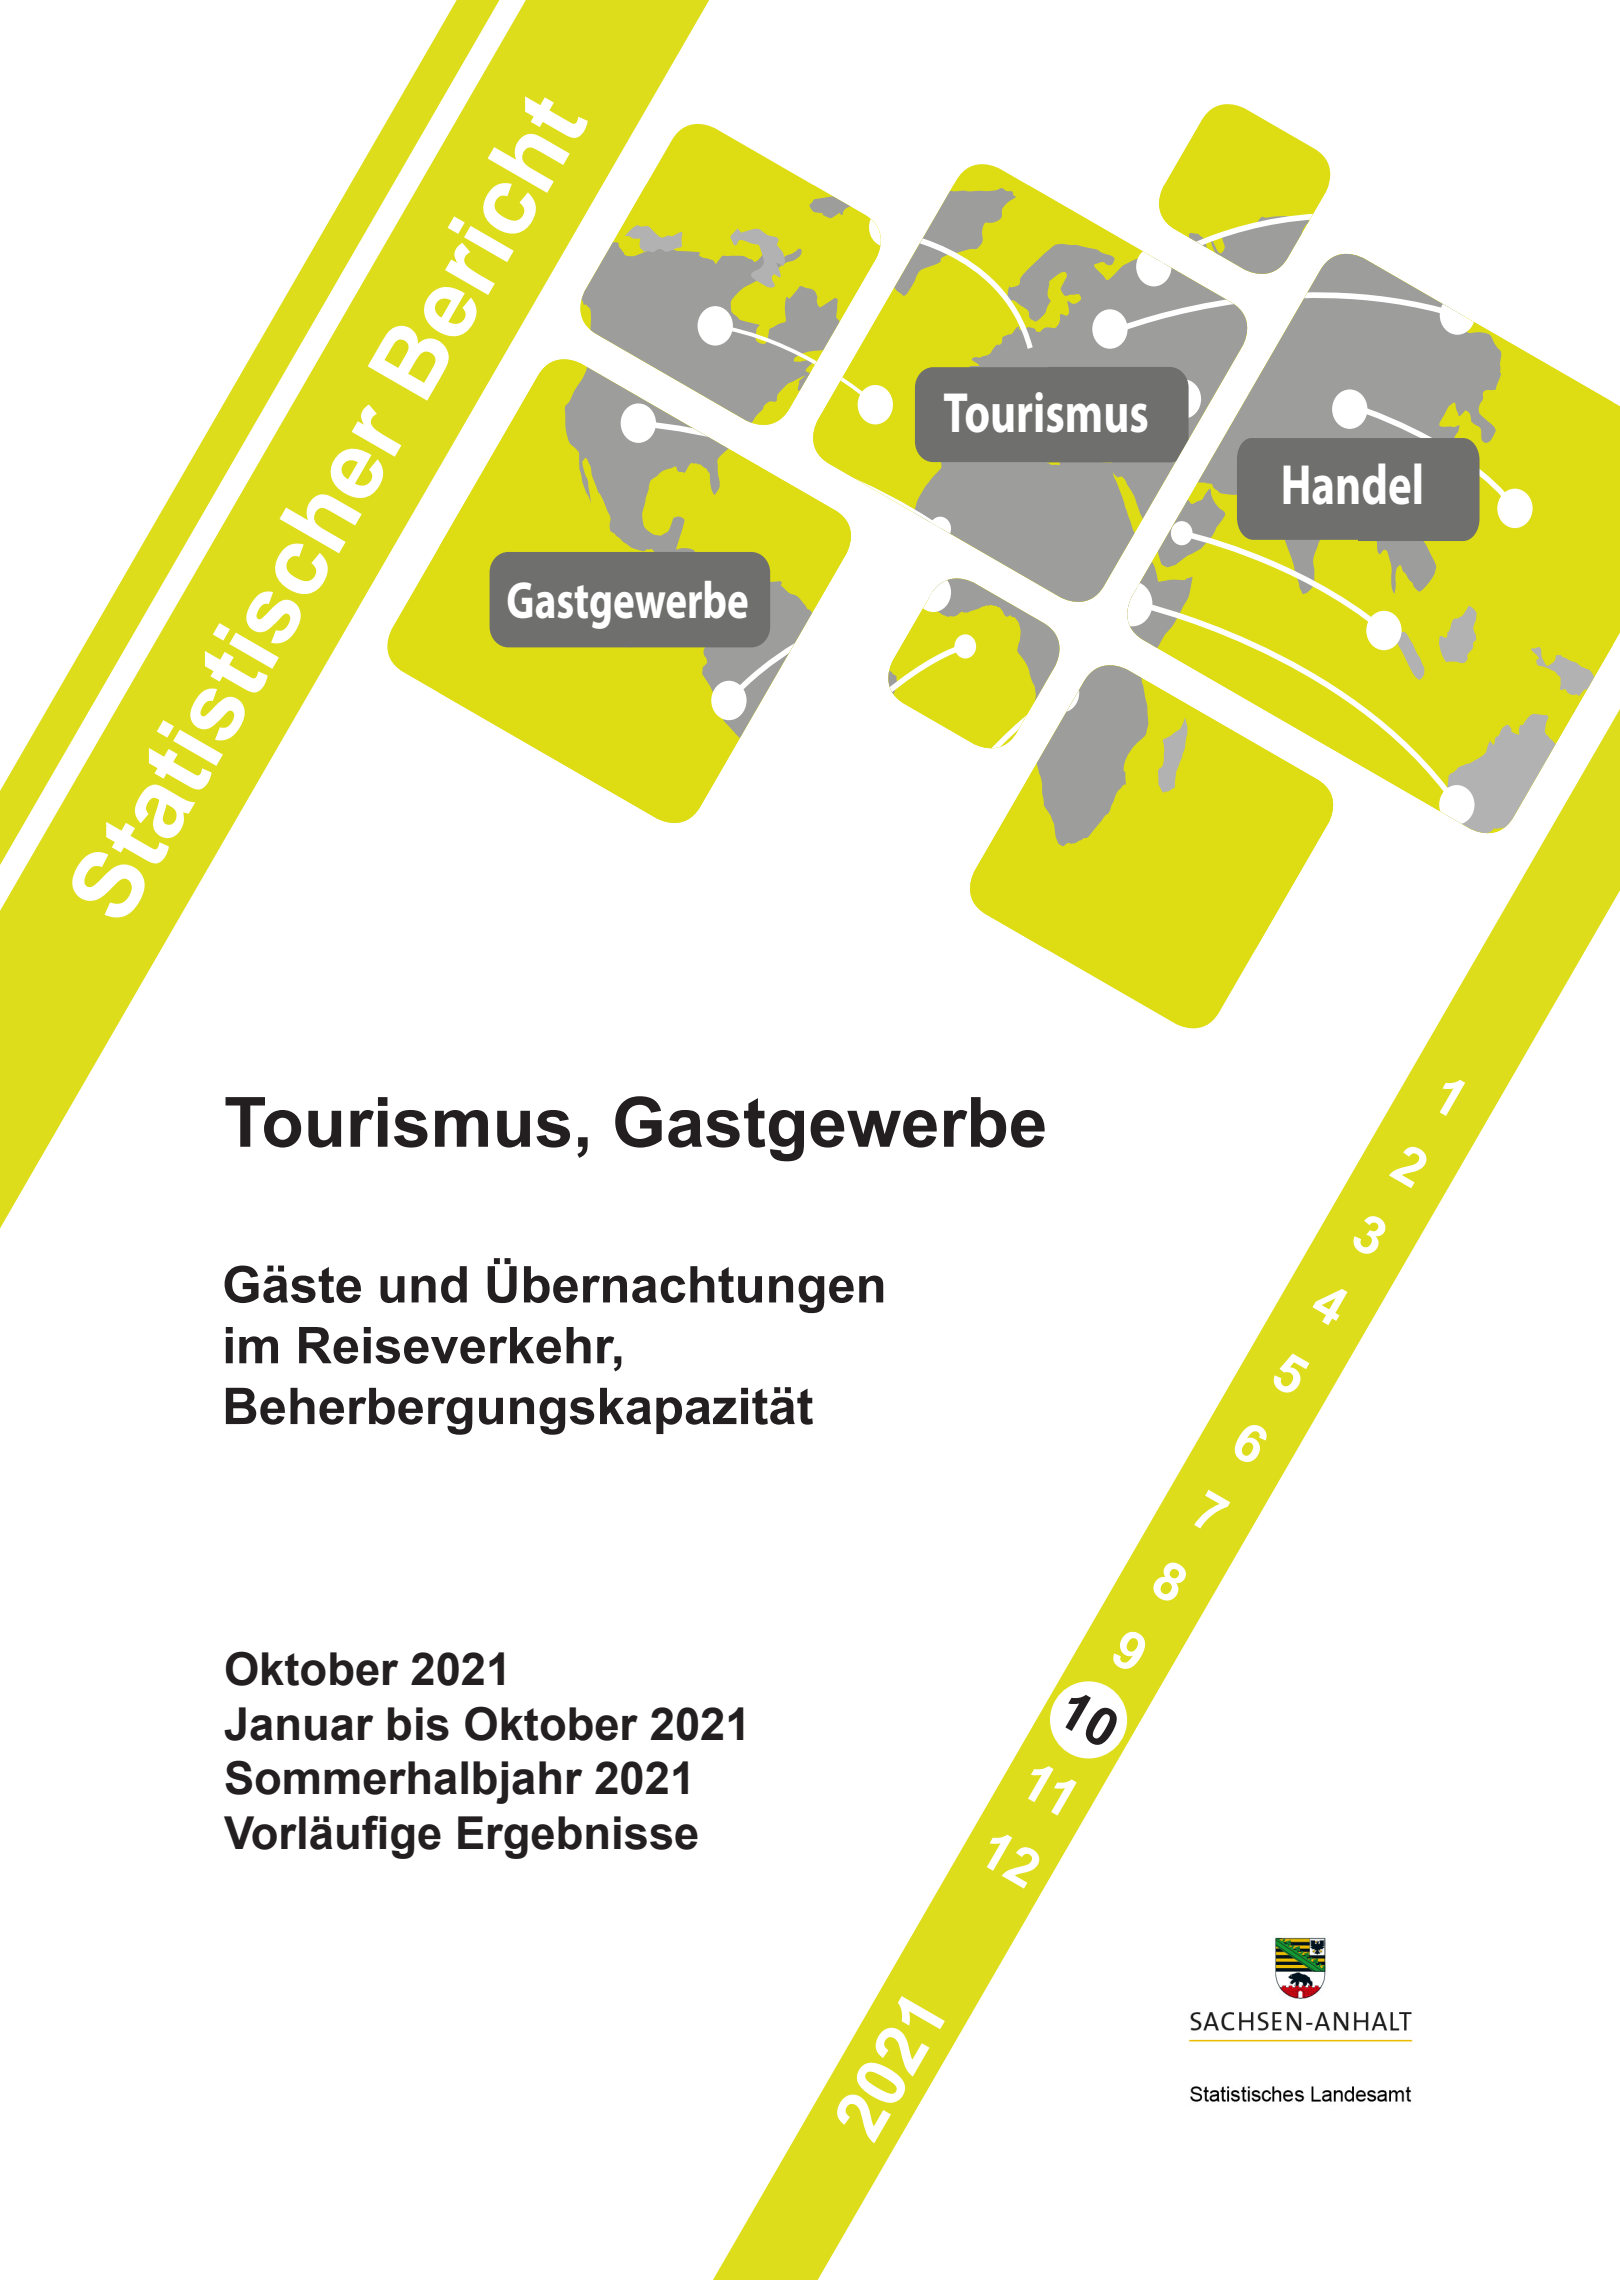 Statistischer Bericht
Tourismus
Handel
Gastgewerbe
Tourismus, Gastgewerbe
Gäste und Übernachtungen
im Reiseverkehr,
Beherbergungskapazität
Oktober 2021
Januar bis Oktober 2021
Sommerhalbjahr 2021
Vorläufige Ergebnisse
1
2
3
4
5
6
7
8
9
10
11
12
2021
SACHSEN-ANHALT
Statistisches Landesamt